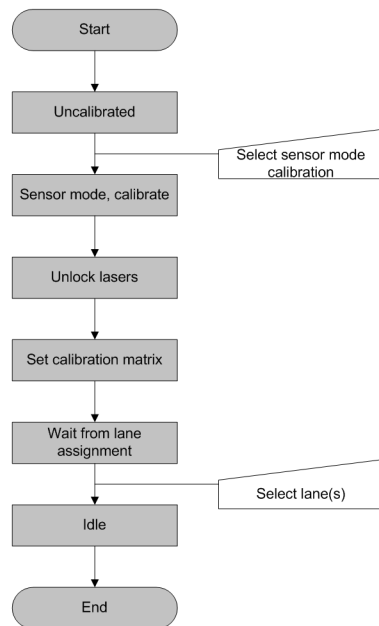 Start
Uncalibrated
Select sensor mode
calibration
Sensor mode, calibrate
Unlock lasers
Set calibration matrix
Wait from lane
assignment
Select lane(s)
Idle
End